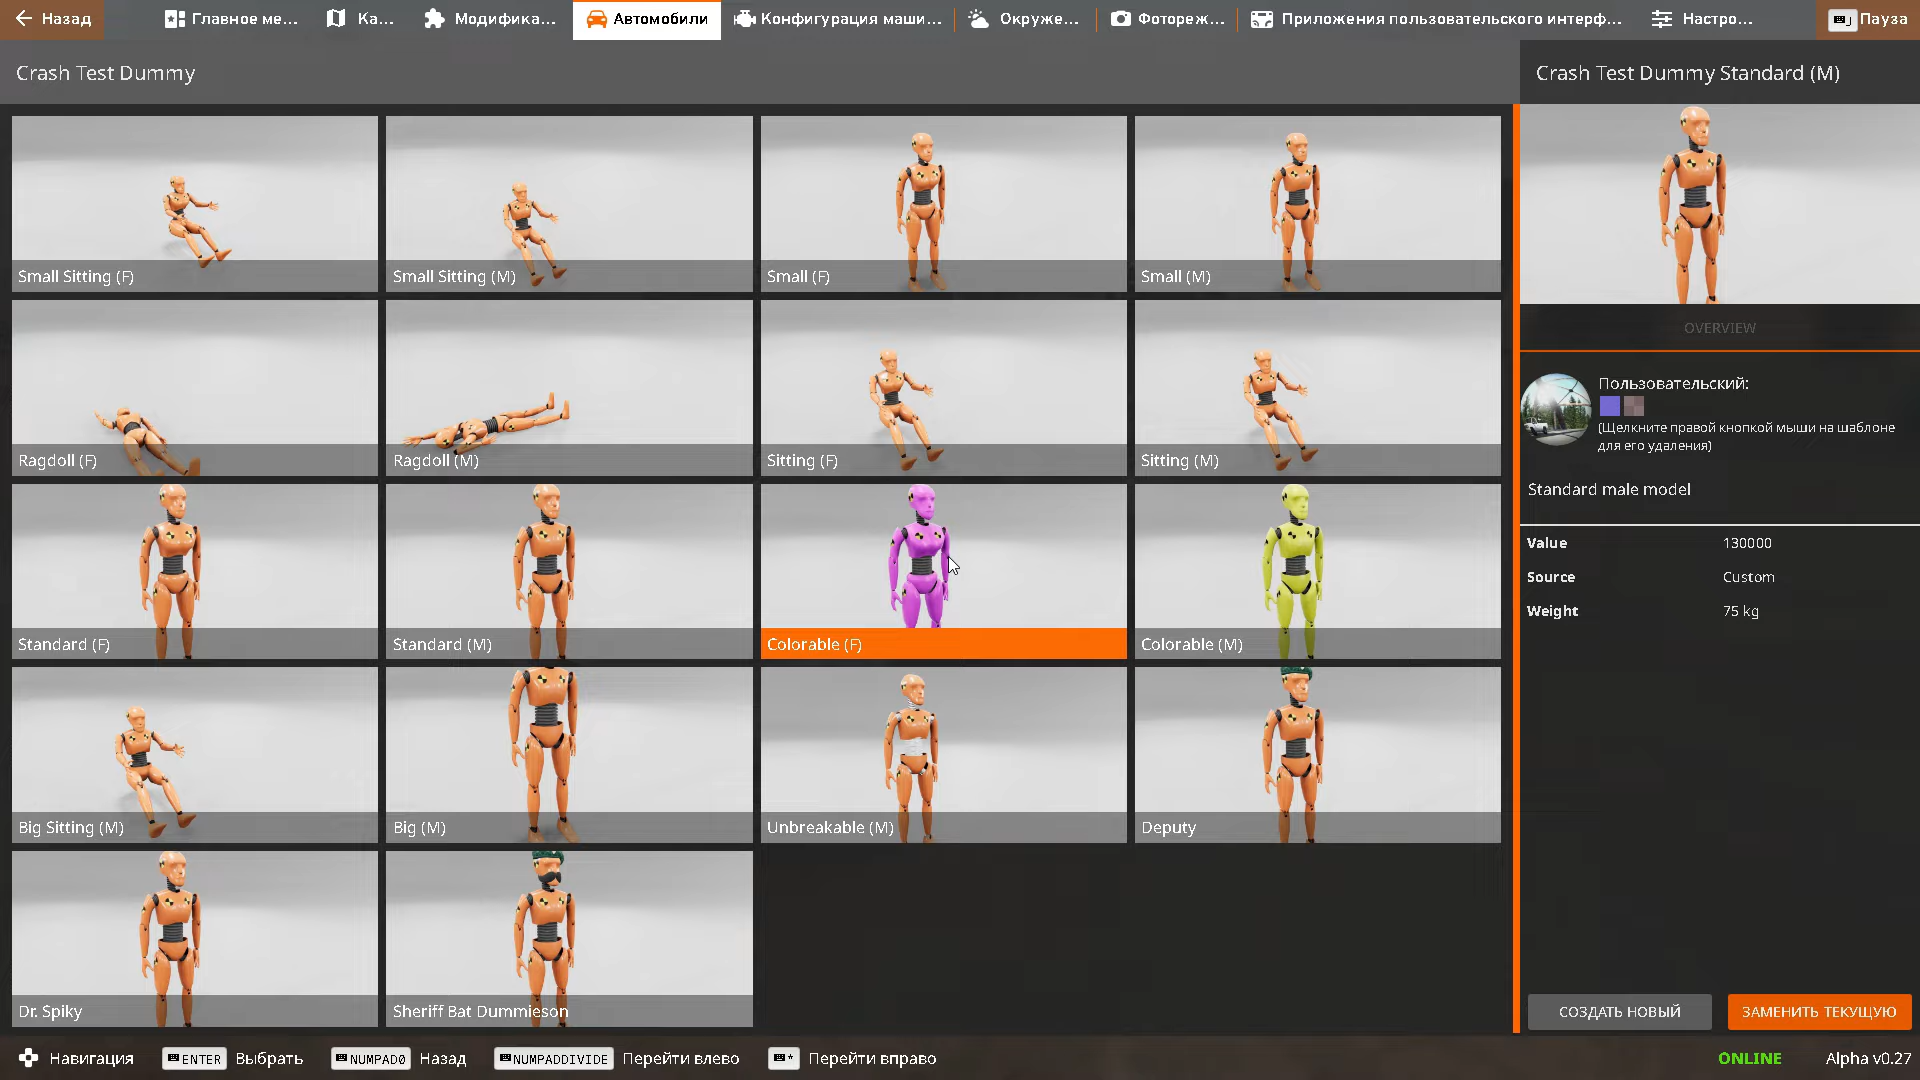 Назад
Главное ме...
Ка...
Модифика...
Автомобили
Конфигурация маши...
Окруже...
Фотореж...
Приложения пользовательского интерф...
Настро...
Пауза
Crash Test Dummy
Crash Test Dummy Standard (M)
Small Sitting (F)
Small Sitting (M)
Small (F)
Small (M)
Ragdoll (F)
Ragdoll (M)
Sitting (F)
Sitting (M)
Standard (F)
Standard (M)
Colorable (F)
Colorable (M)
Big Sitting (M)
Big (M)
Unbreakable (M)
Deputy
Dr. Spiky
Sheriff Bat Dummieson
OVERVIEW
Пользовательский:
(Щелкните правой кнопкой мыши на шаблоне
для его удаления)
Standard male model
Value 130000
Source Custom
Weight 75 kg
СОЗДАТЬ НОВЫЙ
ЗАМЕНИТЬ ТЕКУЩУЮ
Навигация
ENTER Выбрать
NUMPAD0 Назад
NUMPADDIVIDE Перейти влево
* Перейти вправо
ONLINE
Alpha v0.27